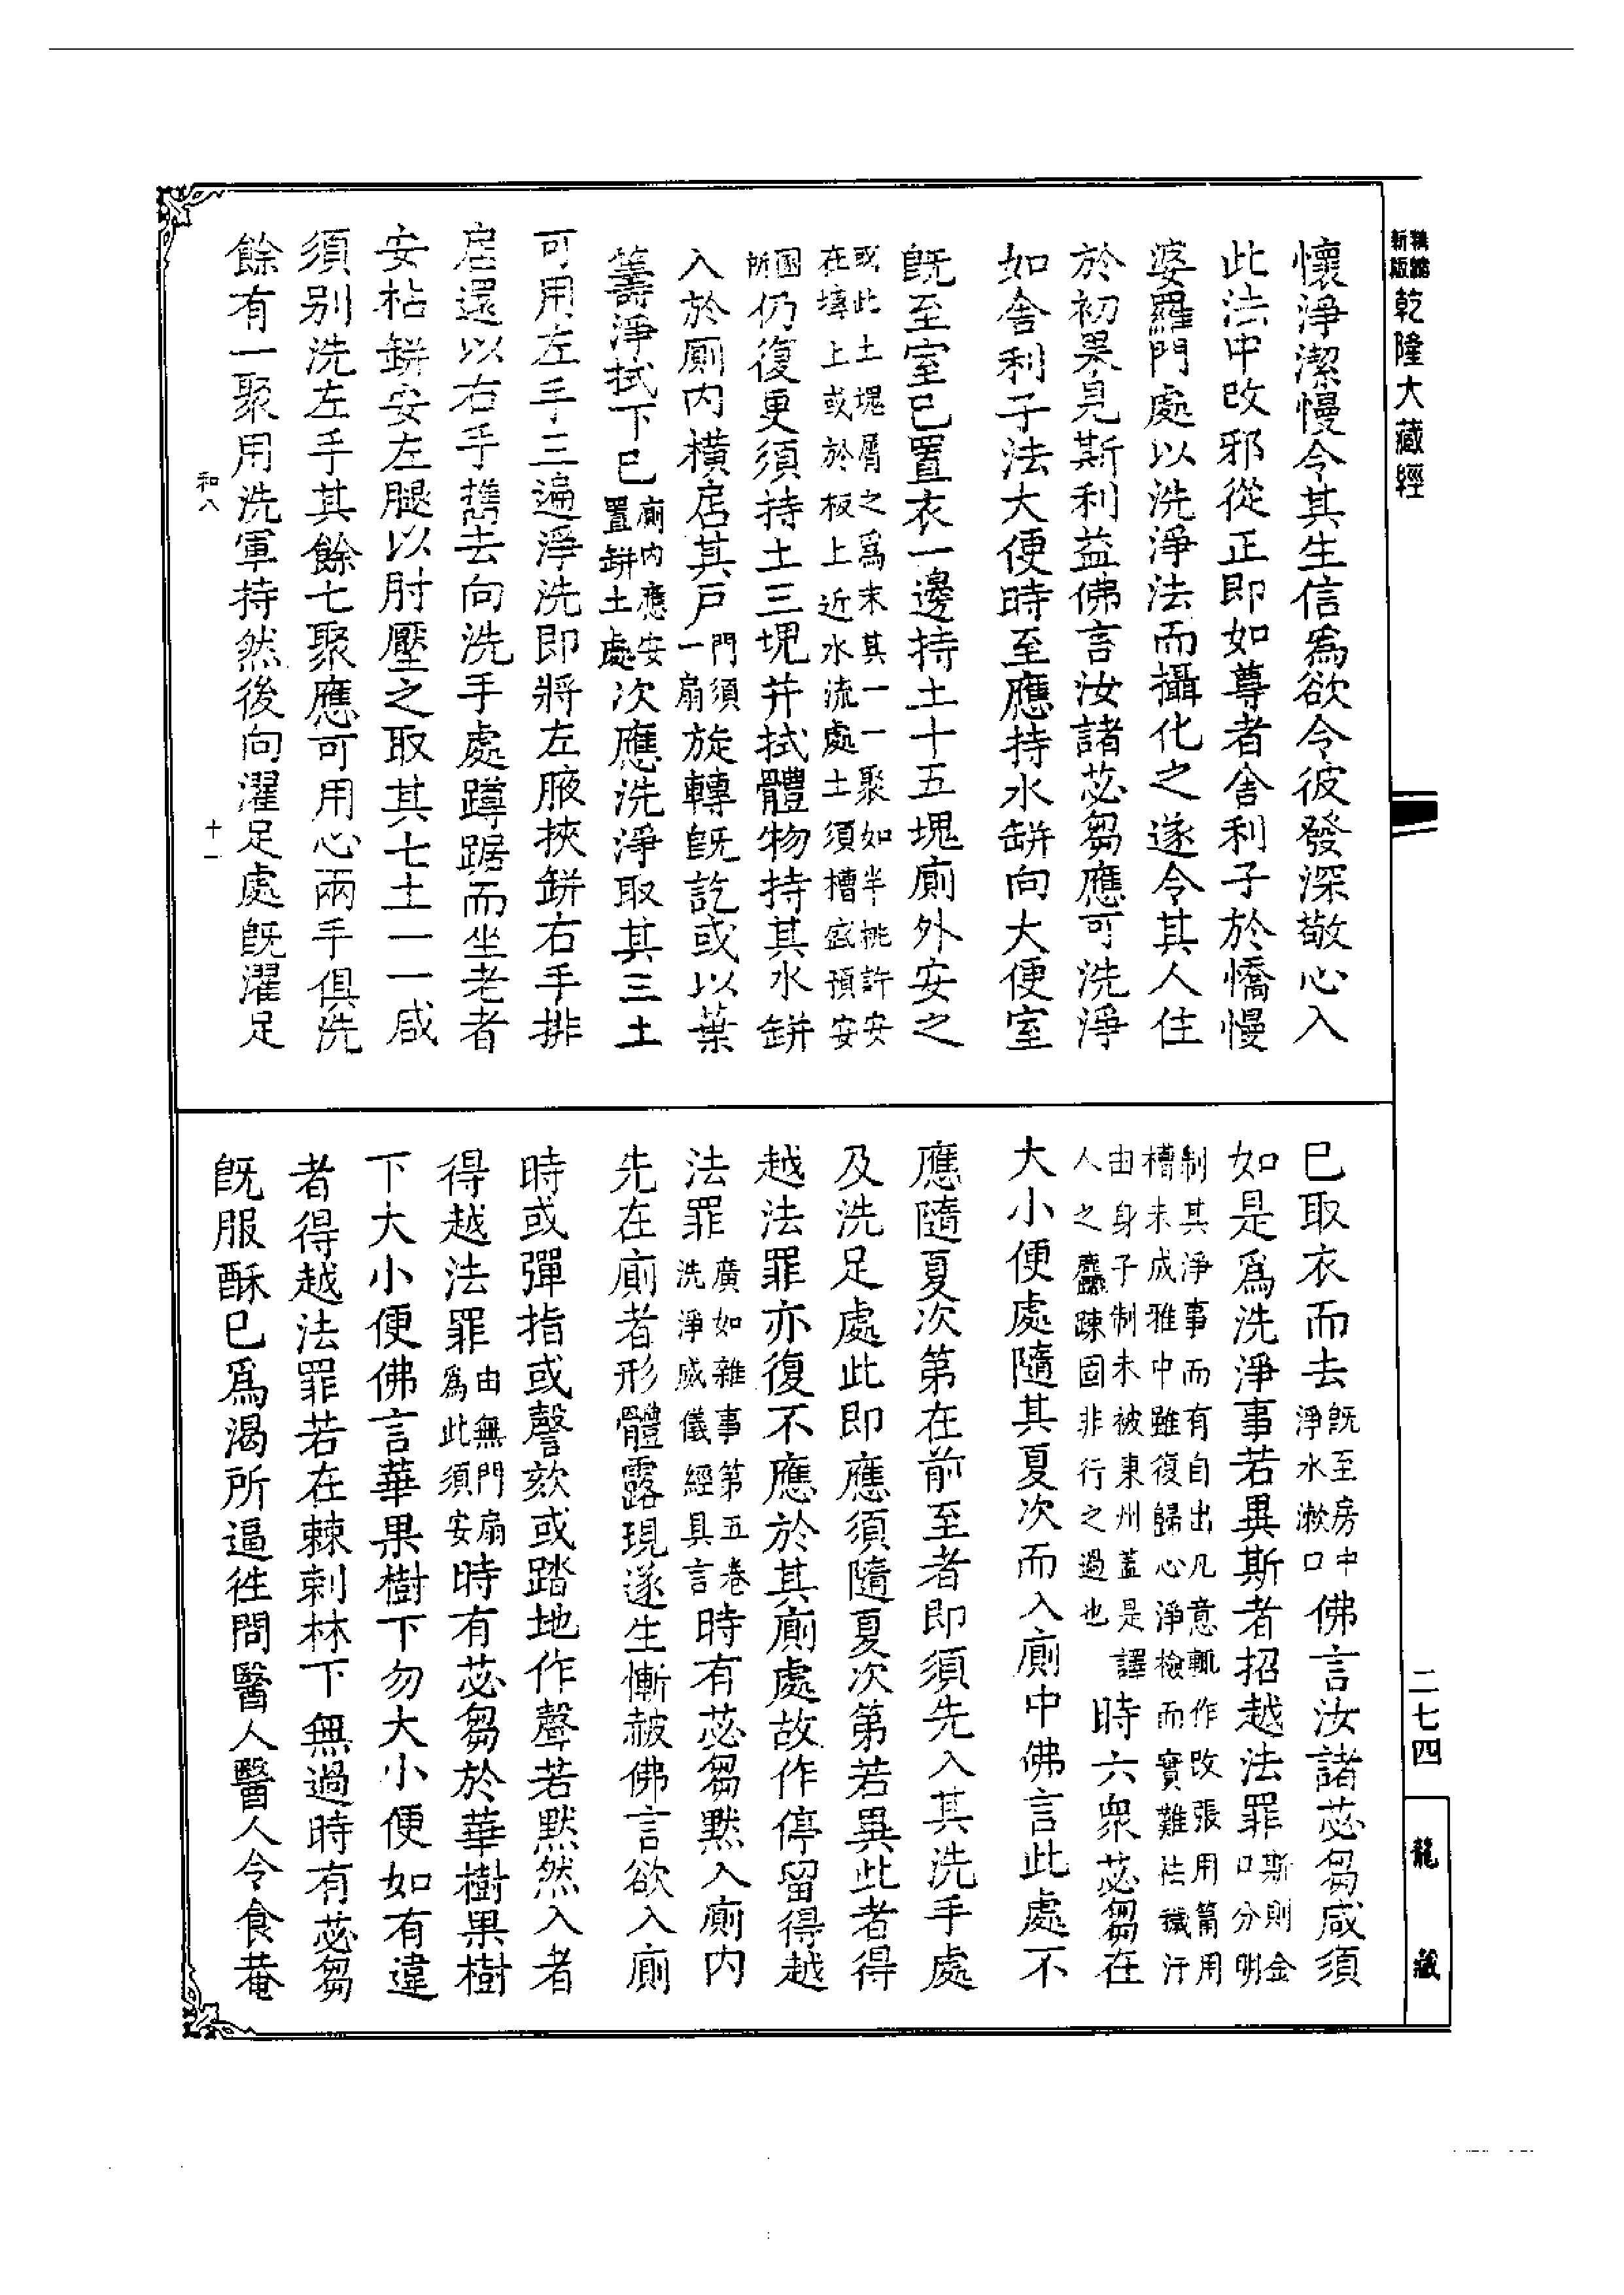 新版精縮乾隆大藏經
懷淨潔慢令其生信爲欲令彼發深敬心入
此法中改邪從正即如尊者舍利子於憍慢
婆羅門處以洗淨法而攝化之遂令其人住
於初果見斯利益佛言汝諸苾芻應可洗淨
如舍利子法大便時至應持水缾向大便室
既至室已置衣一邊持土十五塊廁外安之
或此土塊屑之爲末其一一聚如半桃許安
在塼上或於板上近水流處土須槽盛預安
圊所仍復更須持土三塊并拭體物持其水缾
入於廁內橫店其戶門須一扇旋轉既訖或以葉
籌淨拭下已廁內應安置缾土處次應洗淨取其三土
可用左手三遍淨洗即將左腋挾缾右手排
店還以右手攜去向洗手處蹲踞而坐老者
安枯缾安左腿以肘壓之取其七土一一咸
須別洗左手其餘七聚應可用心兩手俱洗
餘有一聚用洗軍持然後向濯足處既濯足
和八　十一
已取衣而去既至房中淨水漱口佛言汝諸苾芻咸須
如是爲洗淨事若異斯者招越法罪斯則金口分明
制其淨事而有自出凡意輒作改張用筩用
槽未成雅中雖復歸心淨檢而實難祛穢汙
由身子制未被東州蓋是譯
人之麤疎固非行之過也時六衆苾芻在
大小便處隨其夏次而入廁中佛言此處不
應隨夏次第在前至者即須先入其洗手處
及洗足處此即應須隨夏次第若異此者得
越法罪亦復不應於其廁處故作停留得越
法罪廣如雜事第五卷洗淨威儀經具言時有苾芻默入廁內
先在廁者形體露現遂生慚赧佛言欲入廁
時或彈指或謦欬或踏地作聲若默然入者
得越法罪由無門扇爲此須安時有苾芻於華樹果樹
下大小便佛言華果樹下勿大小便如有違
者得越法罪若在棘刺林下無過時有苾芻
既服酥已爲渴所逼往問醫人醫人令食菴
二七四
龍藏